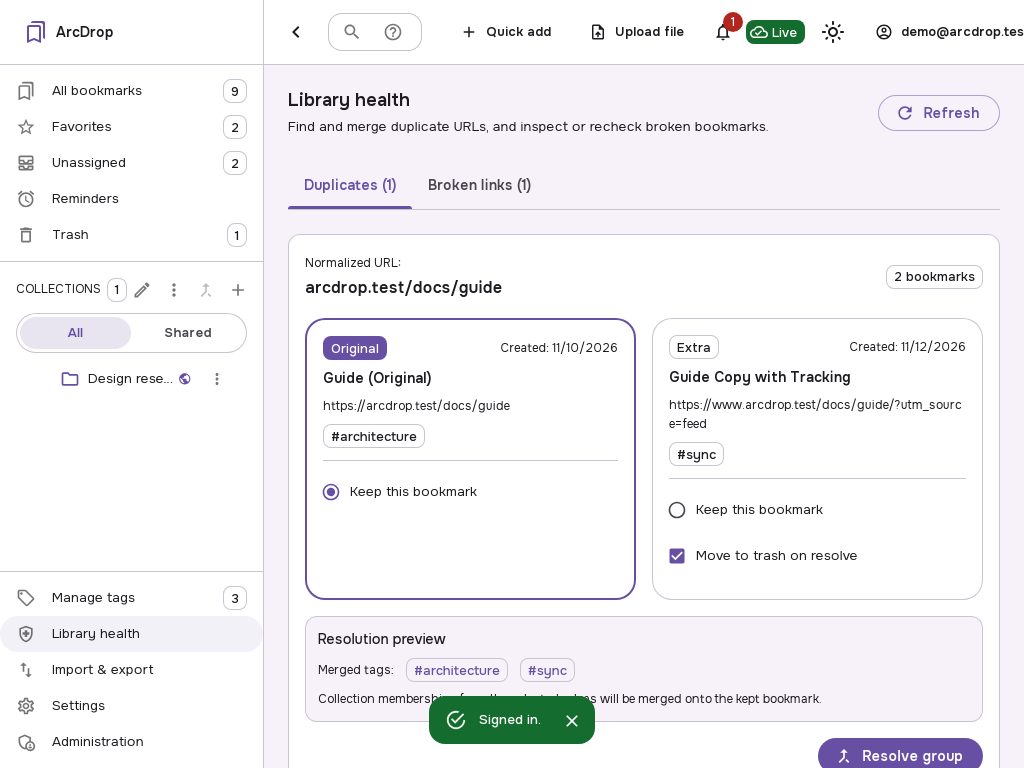 ArcDrop
Quick add
Upload file
1
Live
demo@arcdrop.tes
All bookmarks
9
Favorites
2
Unassigned
2
Reminders
Trash
1
COLLECTIONS
1
All
Shared
Design rese...
Manage tags
3
Library health
Import & export
Settings
Administration
Library health
Find and merge duplicate URLs, and inspect or recheck broken bookmarks.
Refresh
Duplicates (1)
Broken links (1)
Normalized URL:
arcdrop.test/docs/guide
2 bookmarks
Original
Created: 11/10/2026
Guide (Original)
https://arcdrop.test/docs/guide
#architecture
Keep this bookmark
Extra
Created: 11/12/2026
Guide Copy with Tracking
https://www.arcdrop.test/docs/guide/?utm_sourc
e=feed
#sync
Keep this bookmark
Move to trash on resolve
Resolution preview
Merged tags:
#architecture
#sync
Collection will be merged onto the kept bookmark.
Signed in.
Resolve group